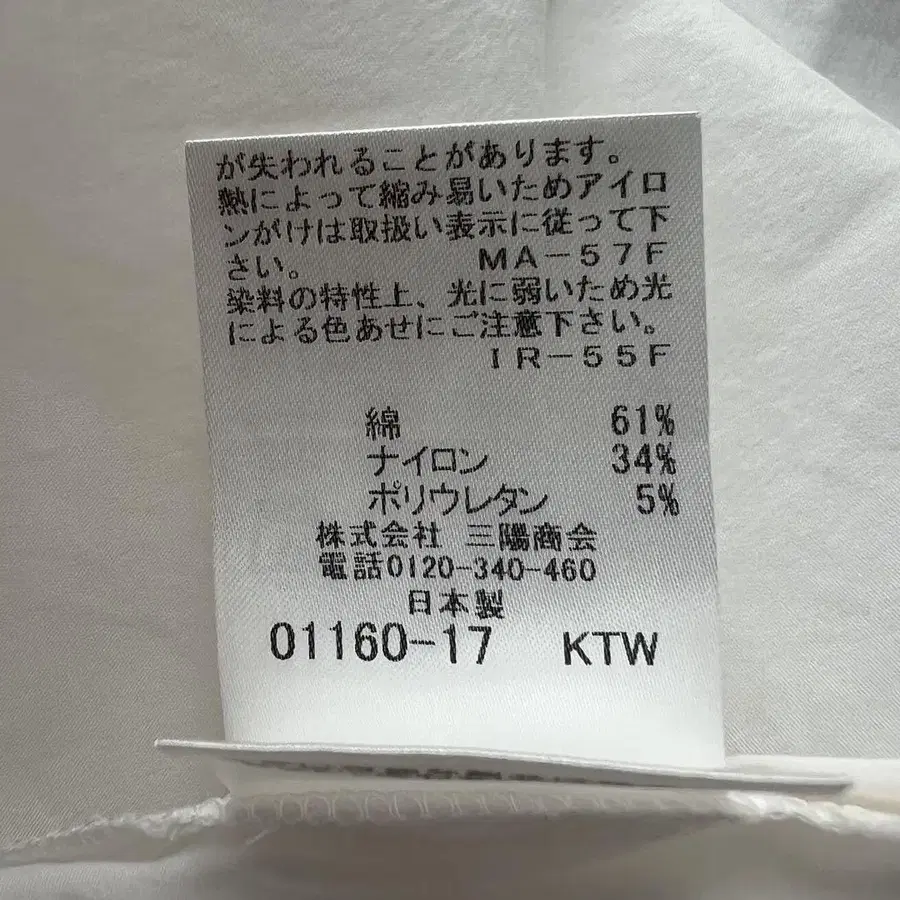 が失われることがあります。
熱によって縮み易いためアイロ
ンがけは取扱い表示に従って下
さい。 MA-57F
染料の特性上、光に弱いため光
による色あせにご注意下さい。
IR-55F
綿 61%
ナイロン 34%
ポリウレタン 5%
株式会社 三陽商会
電話0120-340-460
日本製
01160-17 KTW